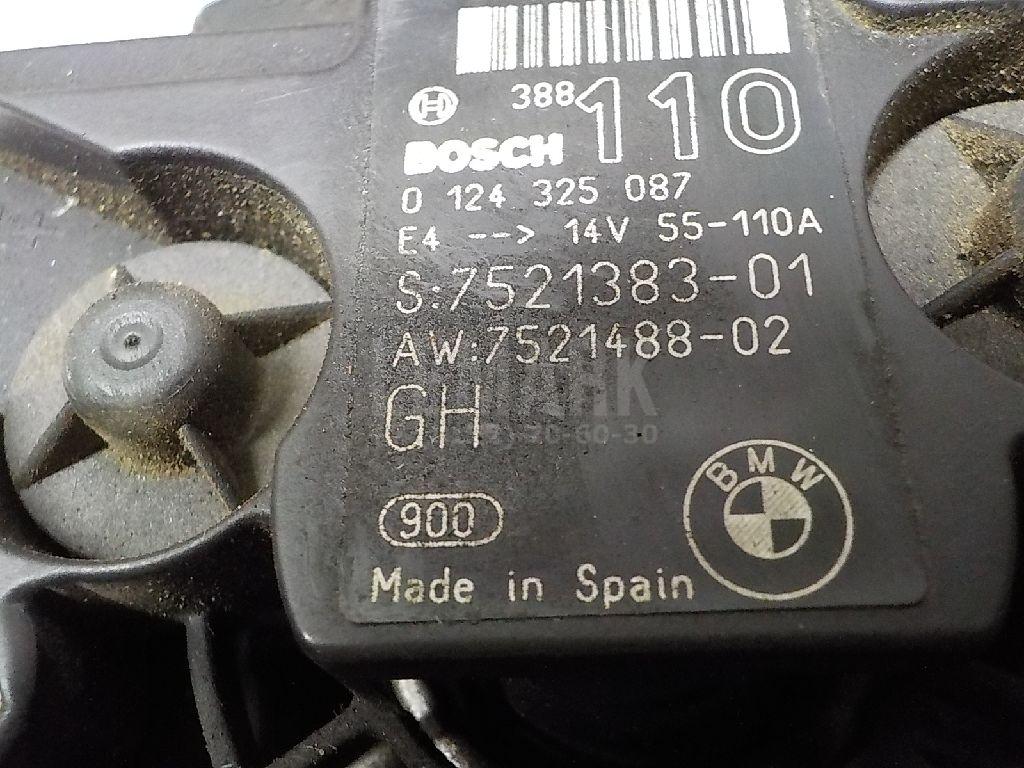 388 110
BOSCH
0 124 325 087
E4 --> 14V 55-110A
S:7521383-01
AW:7521488-02
GH
900
BMW
Made in Spain